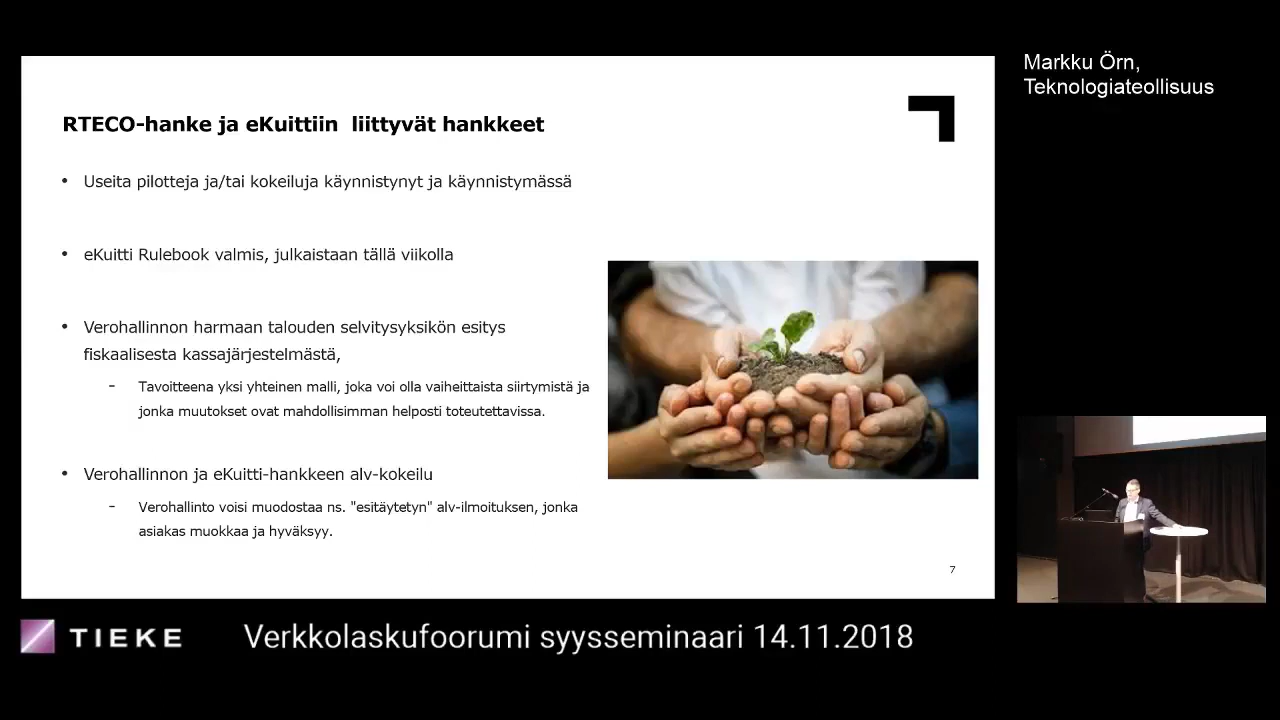 Markku Örn,
Teknologiateollisuus
RTECO-hanke ja eKuittiin liittyvät hankkeet
• Useita pilotteja ja/tai kokeiluja käynnistynyt ja käynnistymässä
• eKuitti Rulebook valmis, julkaistaan tällä viikolla
• Verohallinnon harmaan talouden selvitysyksikön esitys
fiskaalisesta kassajärjestelmästä,
– Tavoitteena yksi yhteinen malli, joka voi olla vaiheittaista siirtymistä ja
jonka muutokset ovat mahdollisimman helposti toteutettavissa.
• Verohallinnon ja eKuitti-hankkeen alv-kokeilu
– Verohallinto voisi muodostaa ns. "esitäytetyn" alv-ilmoituksen, jonka
asiakas muokkaa ja hyväksyy.
7
TIEKE
Verkkolaskufoorumi syysseminaari 14.11.2018